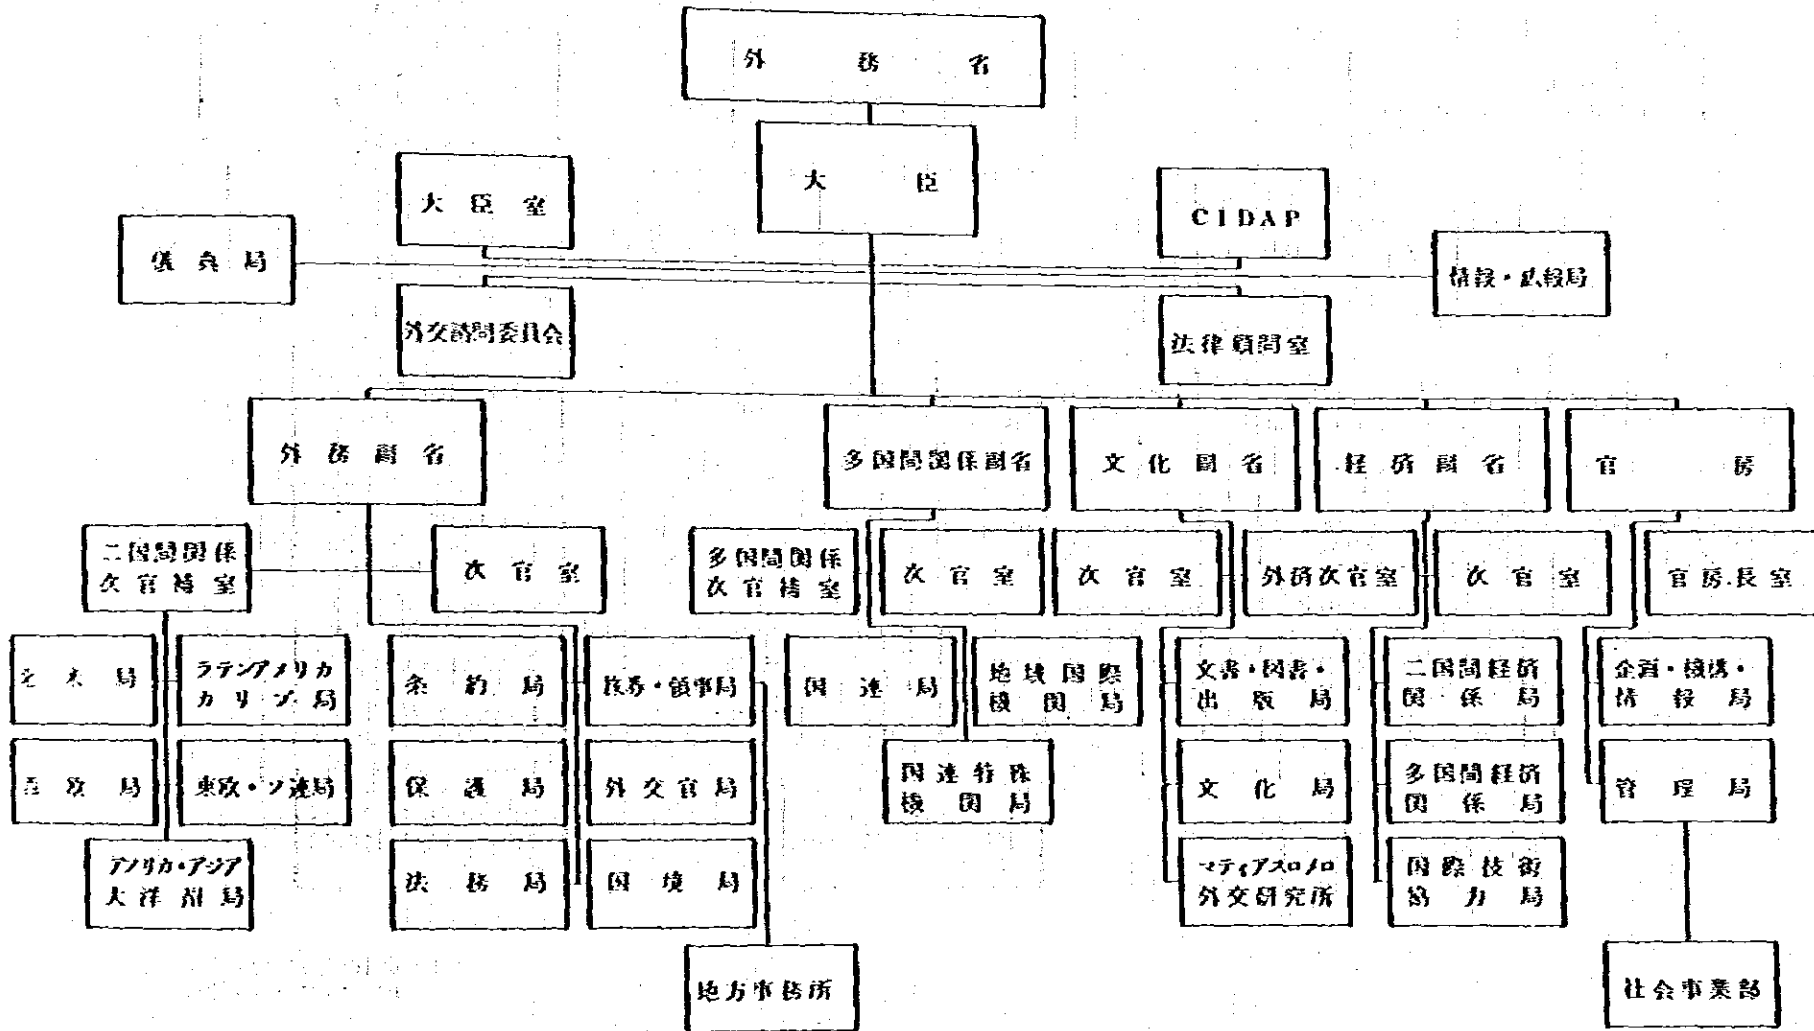 外務省
大臣
大臣室
CIDAP
儀典局
情報・広報局
外交諮問委員会
法律顧問室
外務副省
多国間関係副省
文化副省
経済副省
官房
二国間関係
次官補室
次官室
多国間関係
次官補室
次官室
次官室
外済次官室
次官室
官房長室
北米局
ラテンアメリカ
カリブ局
条約局
旅券・領事局
国連局
地域国際
機関局
文書・図書・
出版局
二国間経済
関係局
企画・機構・
情報局
西欧局
東欧・ソ連局
保護局
外交官局
国連特殊
機関局
文化局
多国間経済
関係局
管理局
アフリカ・アジア
大洋州局
法務局
国境局
マティアスロメロ
外交研究所
国際技術
協力局
地方事務所
社会事業部